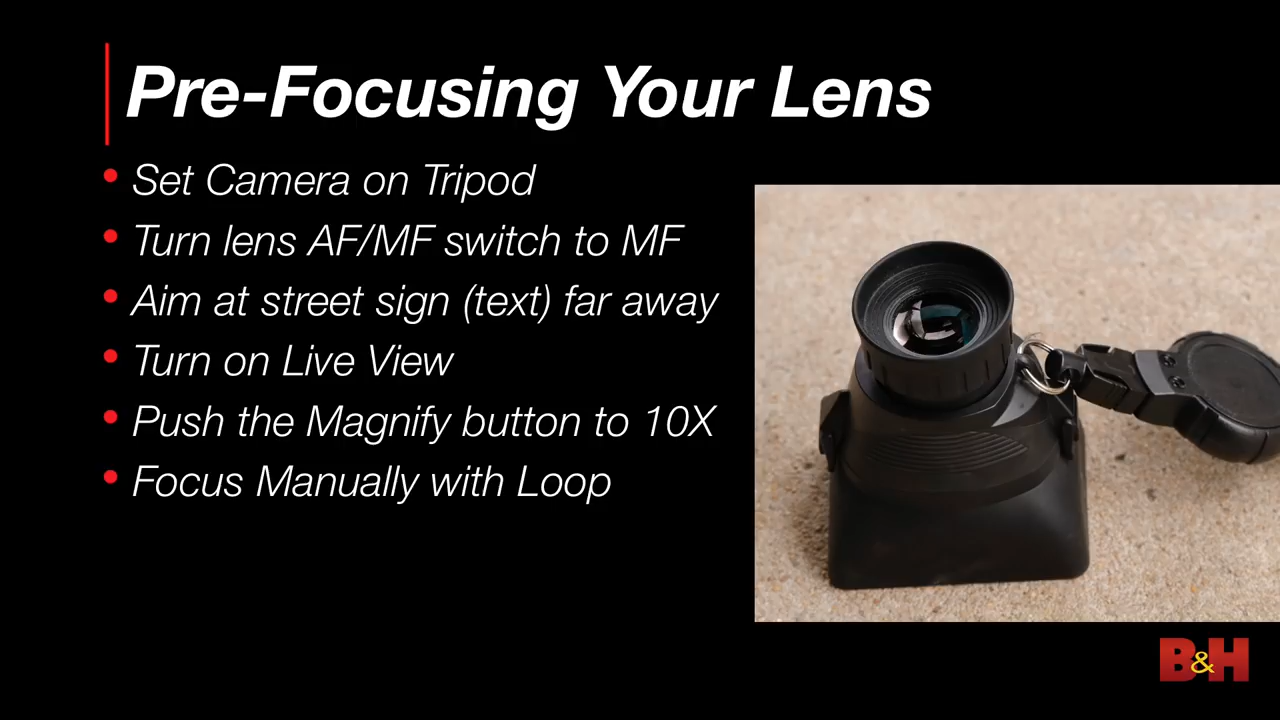 Pre-Focusing Your Lens
• Set Camera on Tripod
• Turn lens AF/MF switch to MF
• Aim at street sign (text) far away
• Turn on Live View
• Push the Magnify button to 10X
• Focus Manually with Loop
B&H